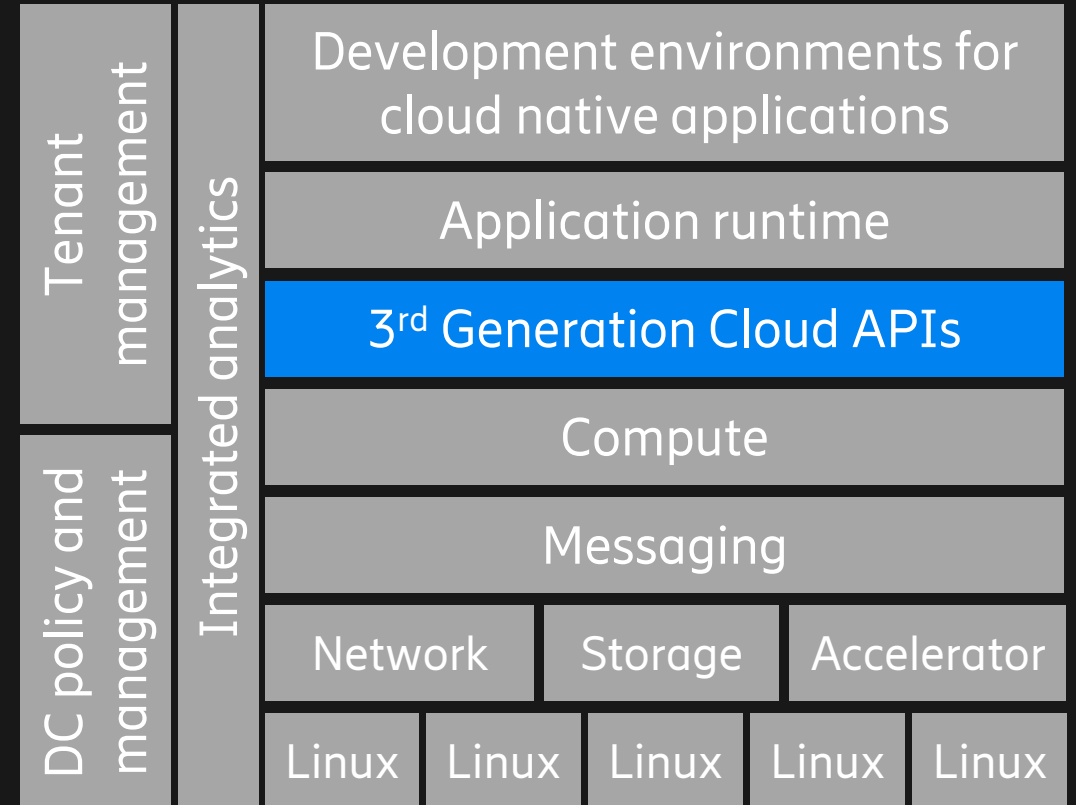 Tenant
management
DC policy and
management
Integrated analytics
Development environments for
cloud native applications
Application runtime
3rd Generation Cloud APIs
Compute
Messaging
Network
Storage
Accelerator
Linux
Linux
Linux
Linux
Linux